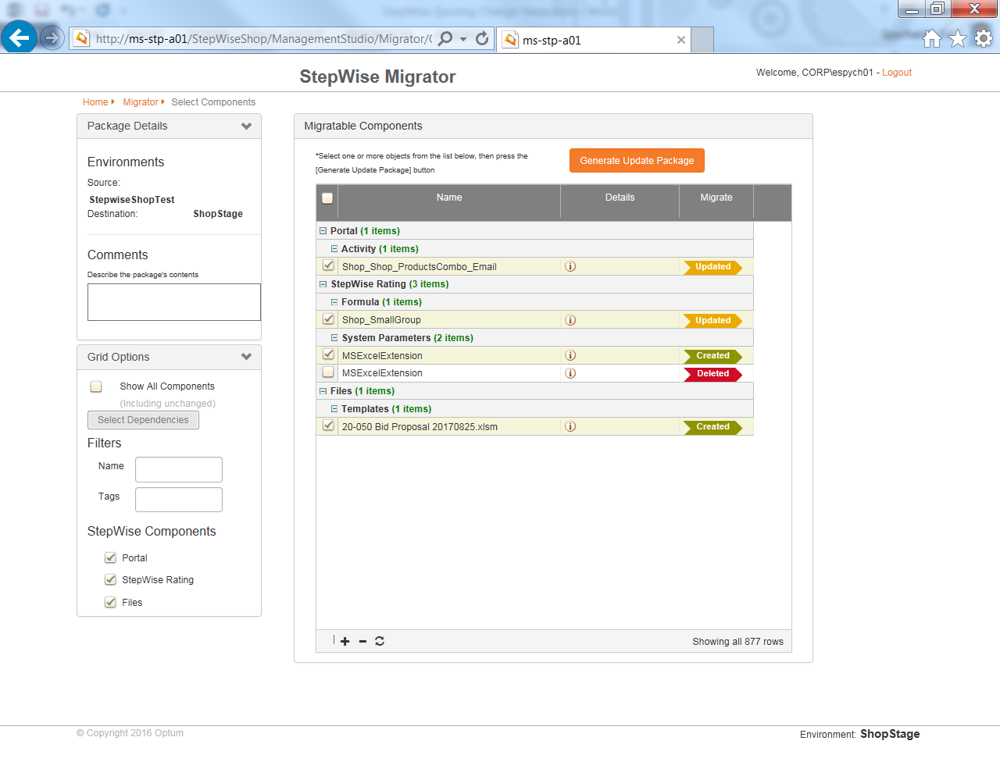 http://ms-stp-a01/StepWiseShop/ManagementStudio/Migrator/
ms-stp-a01
StepWise Migrator
Welcome, CORP\espych01 - Logout
Home
Migrator
Select Components
Package Details
Environments
Source:
StepwiseShopTest
Destination: ShopStage
Comments
Describe the package's contents
Grid Options
Show All Components
(Including unchanged)
Select Dependencies
Filters
Name
Tags
StepWise Components
Portal
StepWise Rating
Files
Migratable Components
*Select one or more objects from the list below, then press the
[Generate Update Package] button
Generate Update Package
Name Details Migrate
Portal (1 items)
Activity (1 items)
Shop_Shop_ProductsCombo_Email Updated
StepWise Rating (3 items)
Formula (1 items)
Shop_SmallGroup Updated
System Parameters (2 items)
MSExcelExtension Created
MSExcelExtension Deleted
Files (1 items)
Templates (1 items)
20-050 Bid Proposal 20170825.xlsm Created
Showing all 877 rows
© Copyright 2016 Optum
Environment: ShopStage